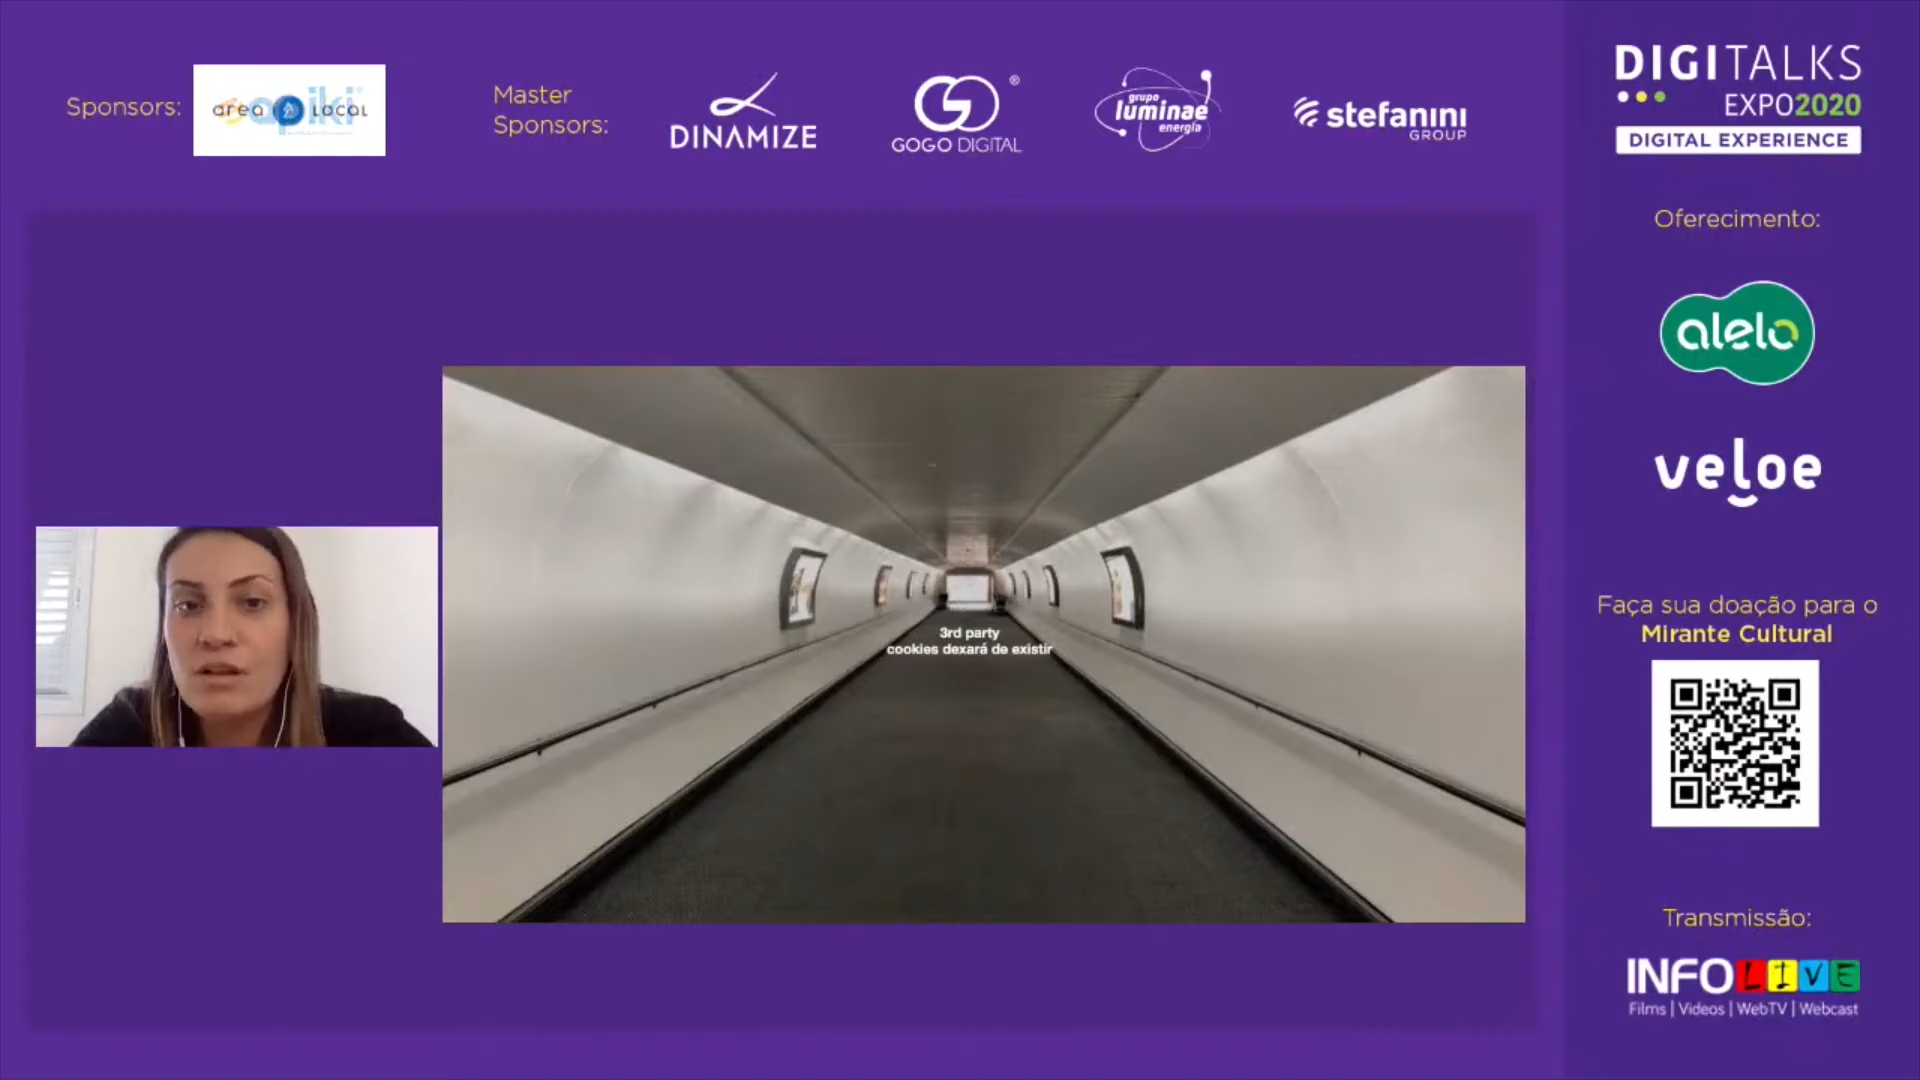 Sponsors:
area LOCAL
apiki
Master
Sponsors:
DINAMIZE
GOGO DIGITAL
®
grupo
luminae
energia
stefanini
GROUP
DIGITALKS
EXPO2020
DIGITAL EXPERIENCE
Oferecimento:
alelo
veloe
3rd party
cookies dexará de existir
Faça sua doação para o
Mirante Cultural
Transmissão:
INFOLIVE
Films | Videos | WebTV | Webcast